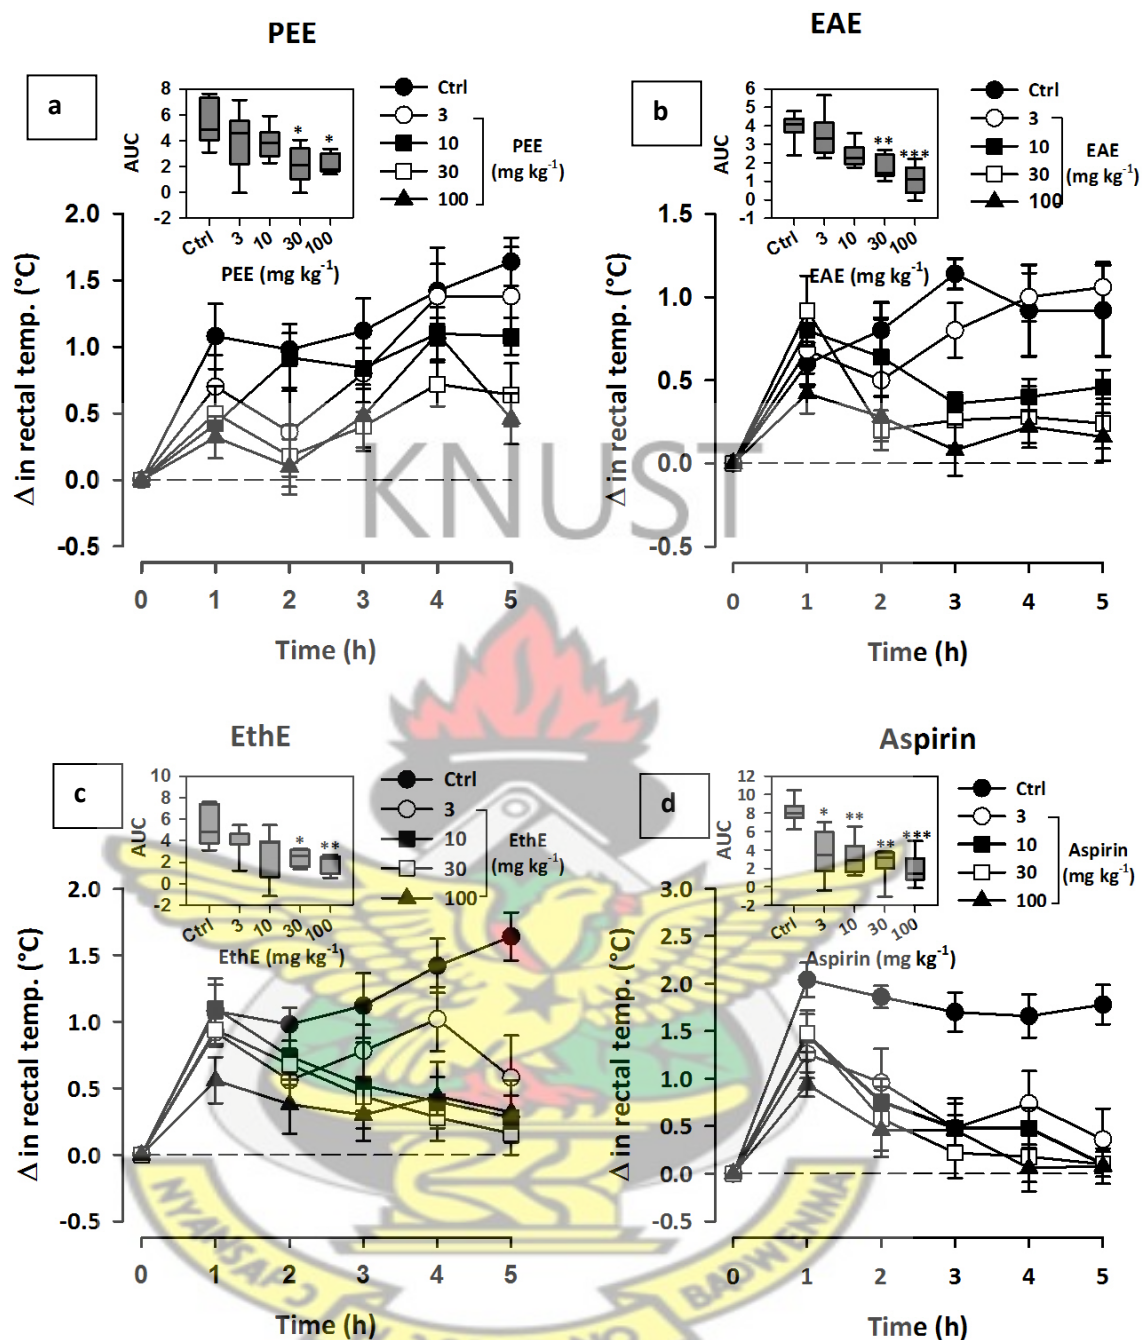 PEE
EAE
a
8
6
4
2
0
-2
AUC
Ctrl
3
10
30
100
* *
PEE (mg kg-1)
Ctrl
3
10
30
100
PEE
(mg kg-1)
2.0
1.5
1.0
0.5
0.0
-0.5
Δ in rectal temp. (°C)
0 1 2 3 4 5
Time (h)
b
6
5
4
3
2
1
0
-1
AUC
Ctrl
3
10
30
100
** ***
EAE (mg kg-1)
Ctrl
3
10
30
100
EAE
(mg kg-1)
1.5
1.0
0.5
0.0
-0.5
Δ in rectal temp. (°C)
0 1 2 3 4 5
Time (h)
KNUST
EthE
Aspirin
c
10
8
6
4
2
0
-2
AUC
Ctrl
3
10
30
100
* **
EthE (mg kg-1)
Ctrl
3
10
30
100
EthE
(mg kg-1)
2.0
1.5
1.0
0.5
0.0
-0.5
Δ in rectal temp. (°C)
0 1 2 3 4 5
Time (h)
d
12
10
8
6
4
2
0
-2
AUC
Ctrl
3
10
30
100
* ** ** ***
Aspirin (mg kg-1)
Ctrl
3
10
30
100
Aspirin
(mg kg-1)
3.0
2.5
2.0
1.5
1.0
0.5
0.0
-0.5
Δ in rectal temp. (°C)
0 1 2 3 4 5
Time (h)
NYANSAPƆ
BADWENMA